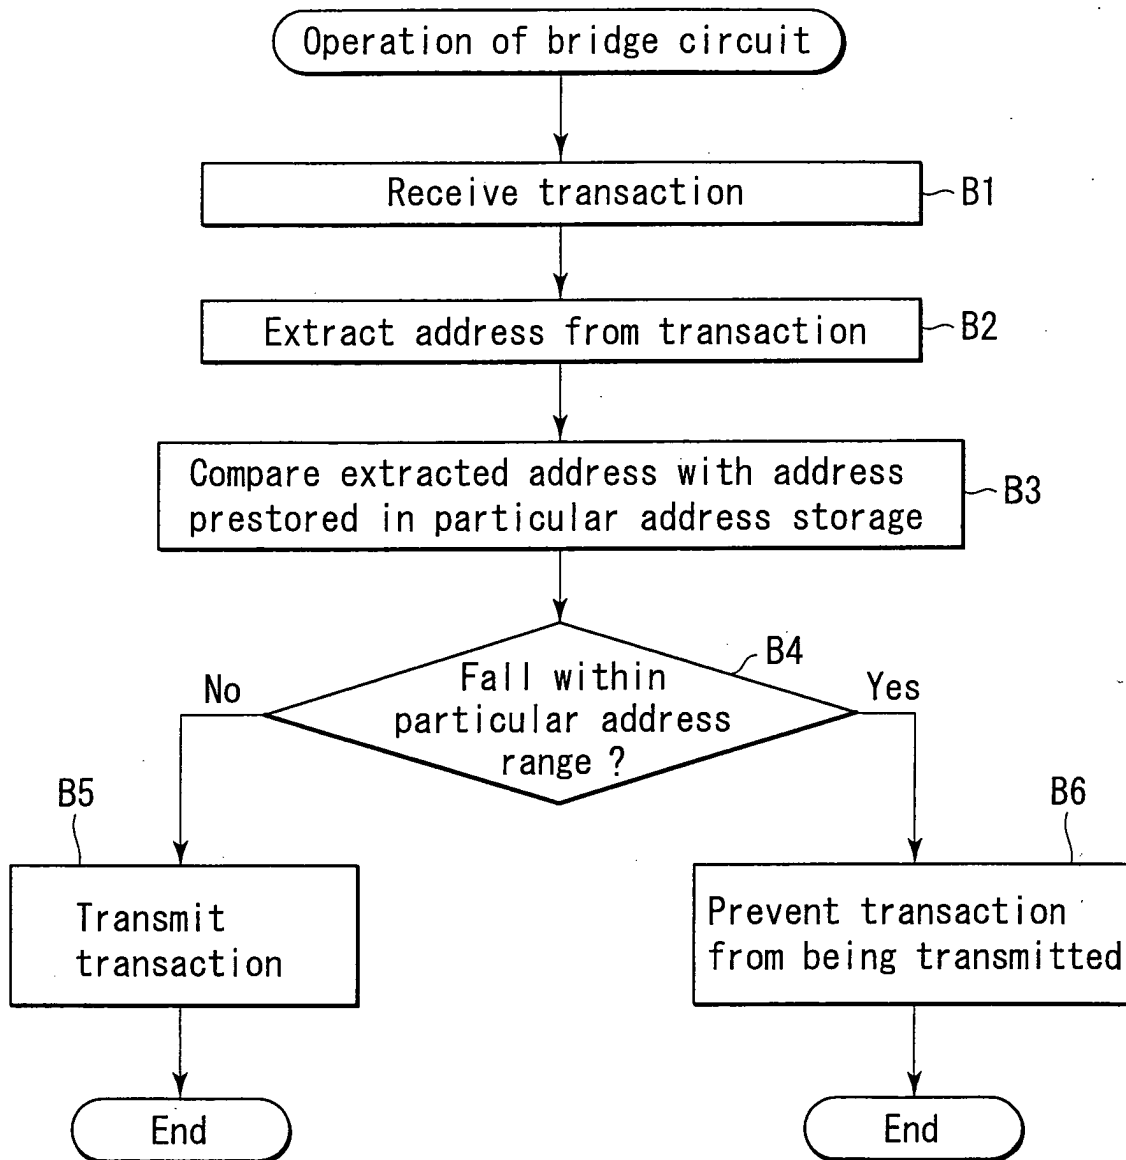 Operation of bridge circuit
Receive transaction
B1
Extract address from transaction
B2
Compare extracted address with address
prestored in particular address storage
B3
B4
Fall within
particular address
range ?
No
Yes
B5
B6
Transmit
transaction
Prevent transaction
from being transmitted
End
End